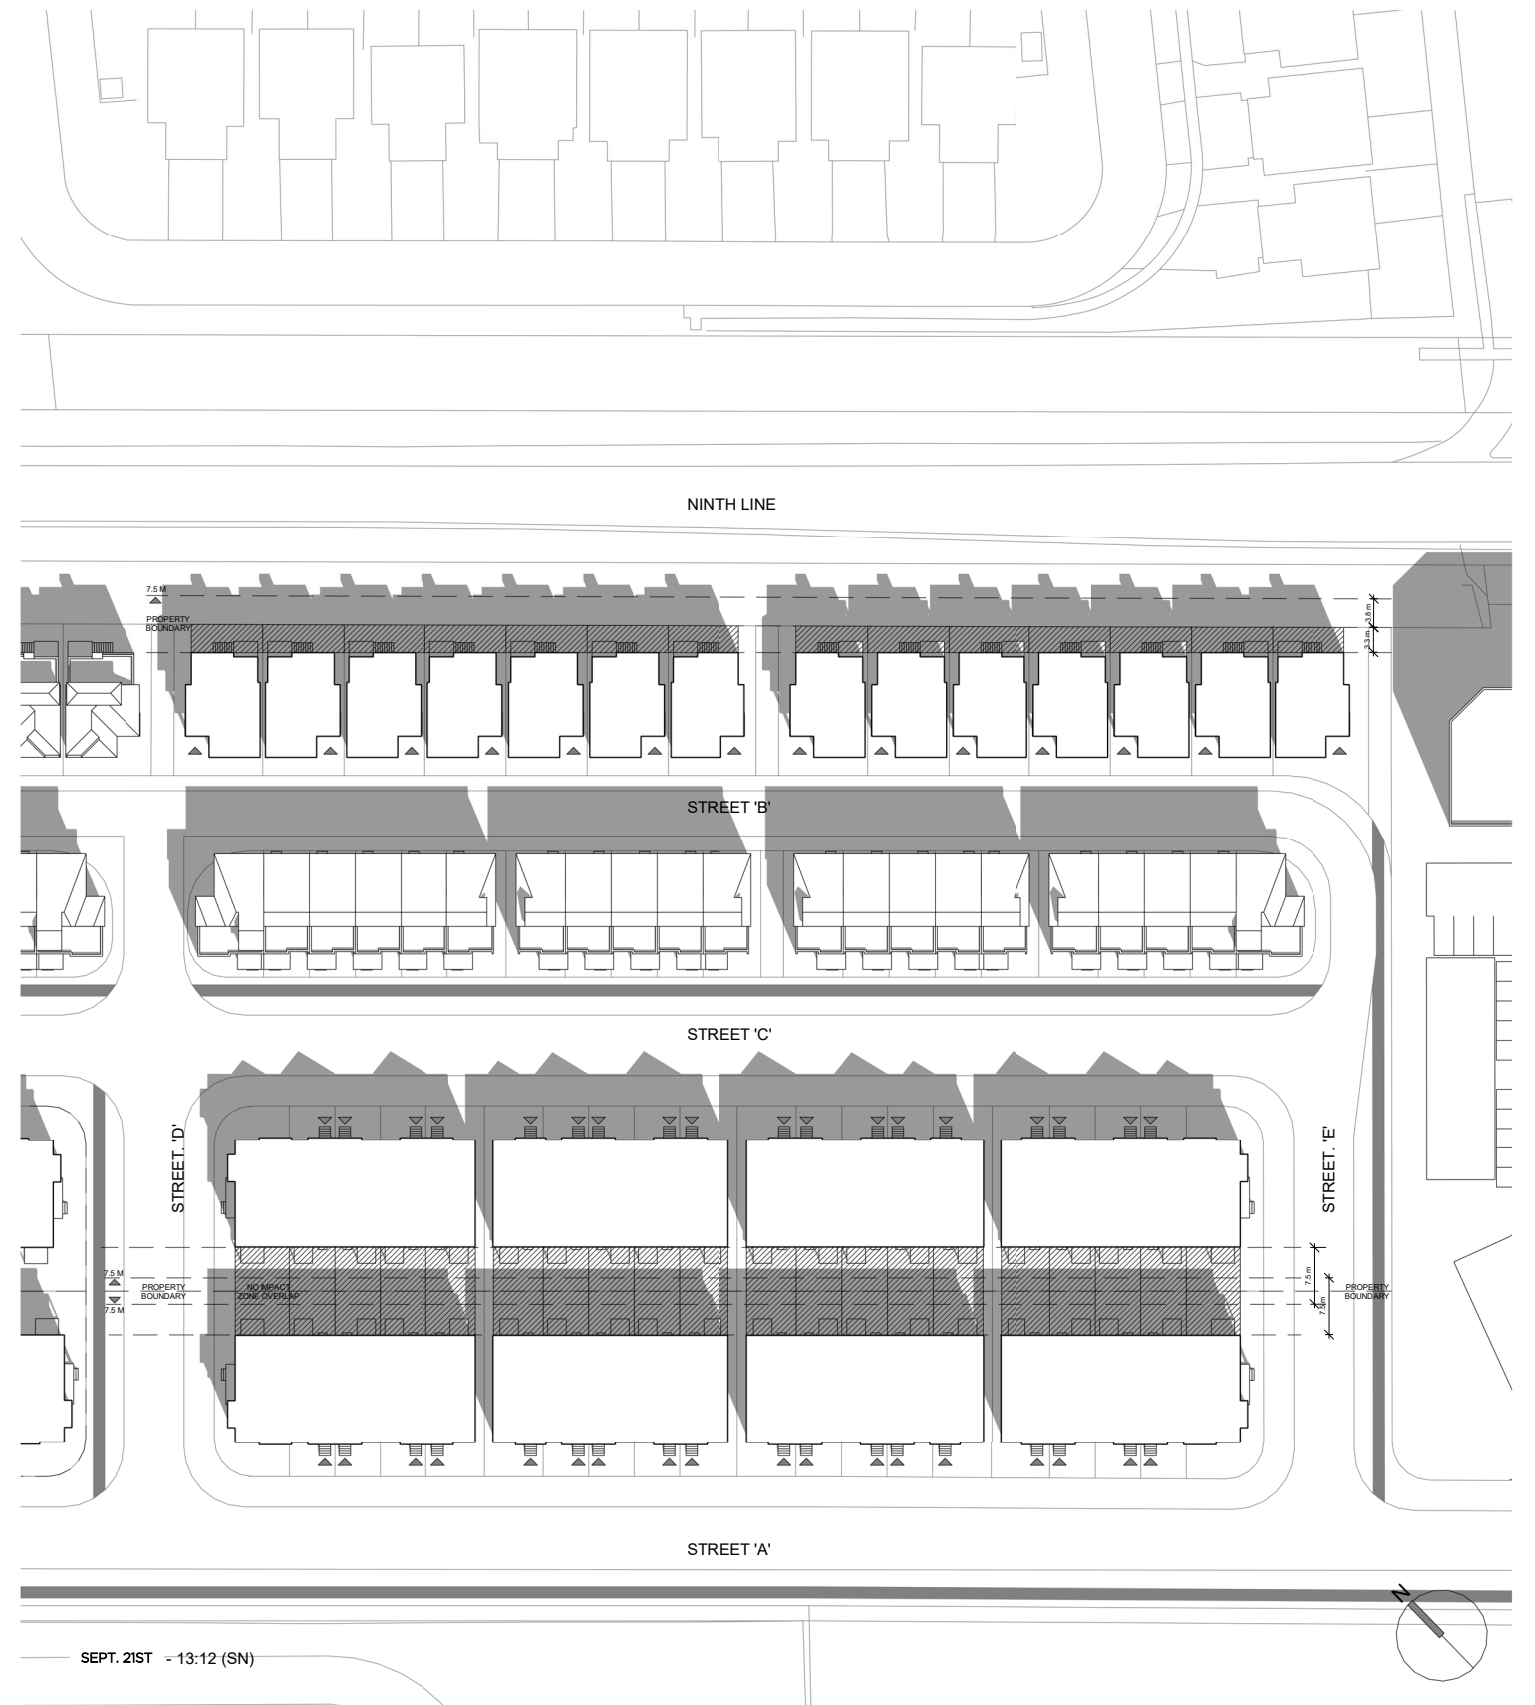 NINTH LINE
7.5 M
PROPERTY
BOUNDARY
3.8 m
3.3 m
STREET 'B'
STREET 'C'
STREET. 'D'
STREET. 'E'
7.5 M
7.5 M
PROPERTY
BOUNDARY
NO IMPACT
ZONE OVERLAP
7.5 m
7.5 m
PROPERTY
BOUNDARY
STREET 'A'
N
SEPT. 21ST - 13:12 (SN)